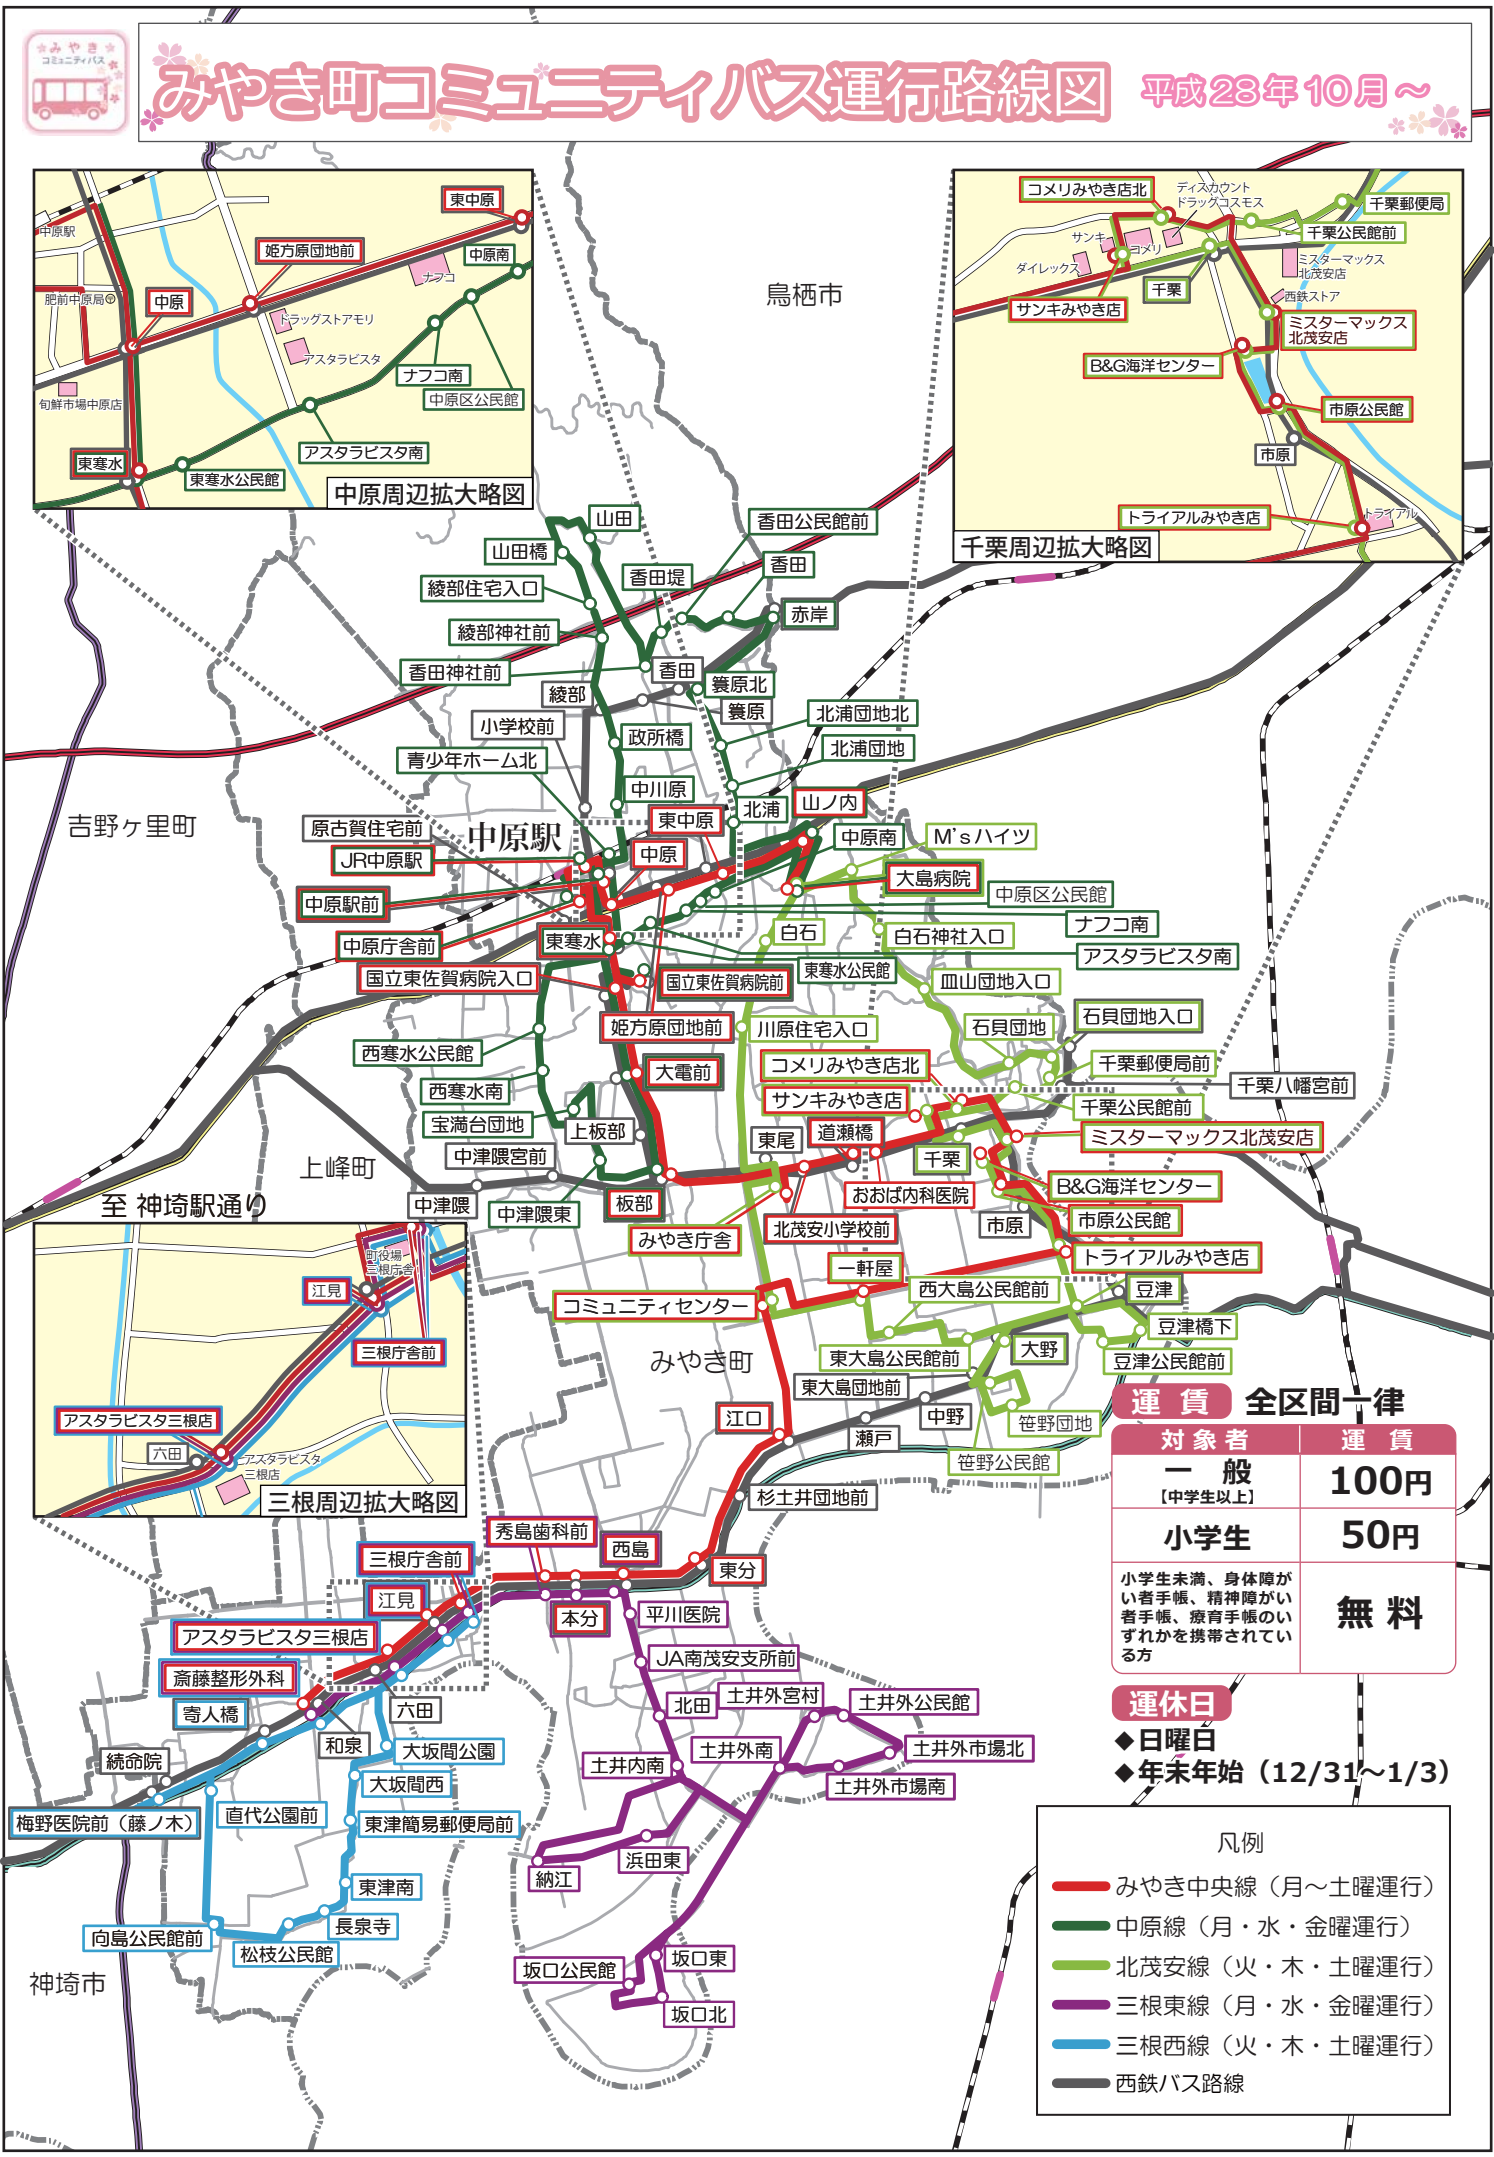 みやき
コミュニティバス
みやき町コミュニティバス運行路線図
平成28年10月～
中原駅
東中原
姫方原団地前
中原南
ナフコ
肥前中原局
中原
ドラッグストアモリ
アスタラビスタ
ナフコ南
中原区公民館
旬鮮市場中原店
東寒水
アスタラビスタ南
東寒水公民館
中原周辺拡大略図
コメリみやき店北
ディスカウント
ドラッグコスモス
千栗郵便局
サンキ
コメリ
千栗公民館前
ダイレックス
ミスターマックス
北茂安店
千栗
西鉄ストア
サンキみやき店
ミスターマックス
北茂安店
B&G海洋センター
市原公民館
市原
トライアルみやき店
トライアル
千栗周辺拡大略図
鳥栖市
山田
香田公民館前
山田橋
香田堤
香田
綾部住宅入口
赤岸
綾部神社前
香田神社前
香田
簑原北
綾部
簑原
小学校前
北浦団地北
政所橋
北浦団地
青少年ホーム北
中川原
北浦
山ノ内
吉野ヶ里町
原古賀住宅前
中原駅
東中原
中原南
M'sハイツ
JR中原駅
中原
大島病院
中原区公民館
中原駅前
ナフコ南
中原庁舎前
東寒水
白石
白石神社入口
アスタラビスタ南
国立東佐賀病院入口
国立東佐賀病院前
東寒水公民館
皿山団地入口
姫方原団地前
川原住宅入口
石貝団地
石貝団地入口
西寒水公民館
大電前
コメリみやき店北
千栗郵便局前
西寒水南
サンキみやき店
千栗八幡宮前
千栗公民館前
宝満台団地
上板部
東尾
道瀬橋
ミスターマックス北茂安店
上峰町
中津隈宮前
千栗
B&G海洋センター
至 神埼駅通り
中津隈
中津隈東
板部
おおば内科医院
市原
市原公民館
みやき庁舎
北茂安小学校前
トライアルみやき店
一軒屋
西大島公民館前
豆津
コミュニティセンター
豆津橋下
みやき町
東大島公民館前
大野
豆津公民館前
東大島団地前
江口
中野
笹野団地
瀬戸
笹野公民館
杉土井団地前
町役場
三根庁舎
江見
三根庁舎前
アスタラビスタ三根店
六田
アスタラビスタ
三根店
三根周辺拡大略図
秀島歯科前
西島
三根庁舎前
東分
江見
本分
平川医院
アスタラビスタ三根店
JA南茂安支所前
斎藤整形外科
北田
土井外宮村
土井外公民館
寄人橋
六田
和泉
大坂間公園
土井内南
土井外南
土井外市場北
続命院
大坂間西
土井外市場南
梅野医院前（藤ノ木）
直代公園前
東津簡易郵便局前
浜田東
納江
東津南
向島公民館前
長泉寺
松枝公民館
坂口公民館
坂口東
坂口北
神埼市
運 賃 全区間一律
対象者 運 賃
一 般
【中学生以上】
100円
小学生 50円
小学生未満、身体障がい者手帳、精神障がい者手帳、療育手帳のいずれかを携帯されている方
無料
運休日
◆日曜日
◆年末年始（12/31～1/3）
凡例
みやき中央線（月～土曜運行）
中原線（月・水・金曜運行）
北茂安線（火・木・土曜運行）
三根東線（月・水・金曜運行）
三根西線（火・木・土曜運行）
西鉄バス路線